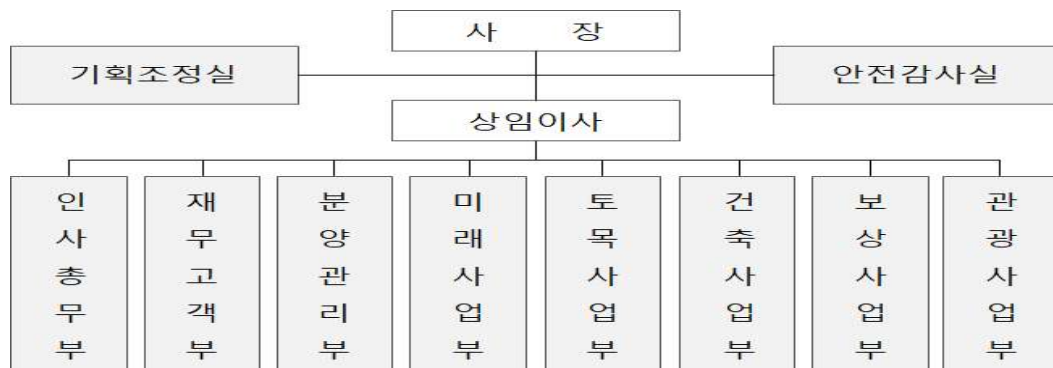 사 장
기획조정실
안전감사실
상임이사
인사총무부
재무고객부
분양관리부
미래사업부
토목사업부
건축사업부
보상사업부
관광사업부